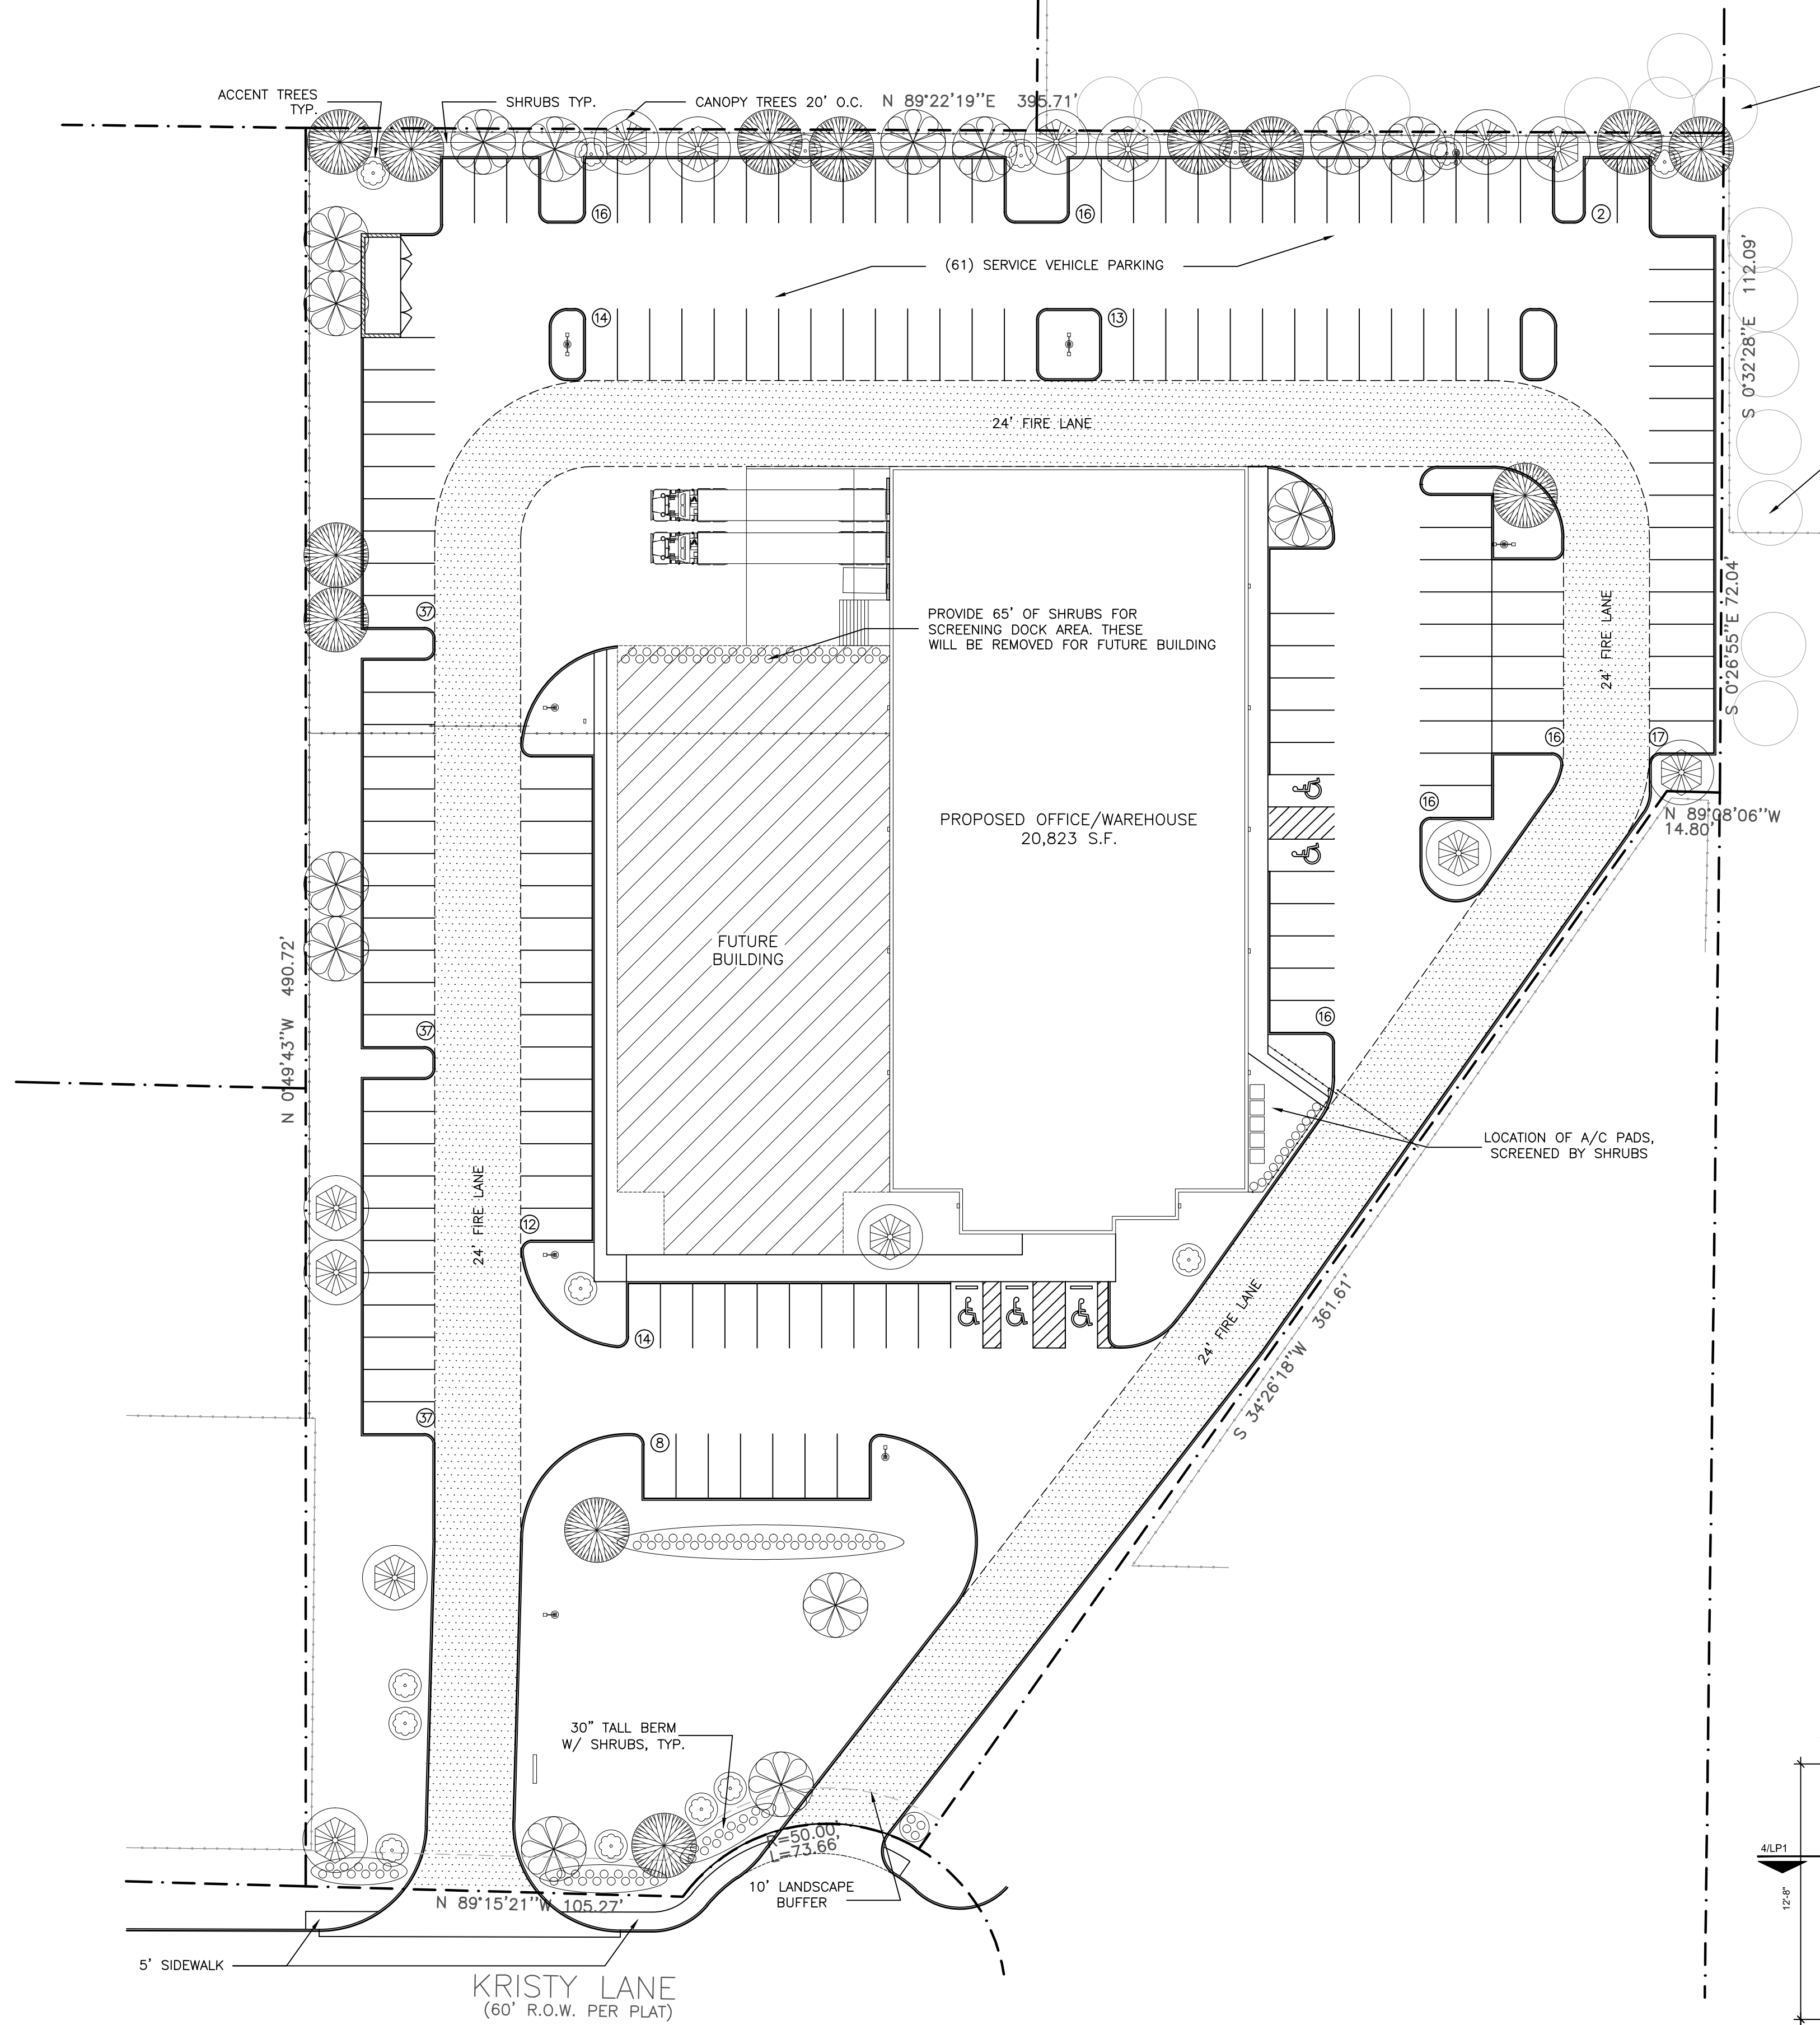 ACCENT TREES
TYP.
SHRUBS TYP.
CANOPY TREES 20' O.C.
N 89°22'19"E 395.71'
16
16
2
(61) SERVICE VEHICLE PARKING
14
13
S 0°32'28"E 112.09'
24' FIRE LANE
PROVIDE 65' OF SHRUBS FOR
SCREENING DOCK AREA. THESE
WILL BE REMOVED FOR FUTURE BUILDING
37
24' FIRE LANE
S 0°26'55"E 72.04'
16
17
16
N 89°08'06"W
14.80'
PROPOSED OFFICE/WAREHOUSE
20,823 S.F.
FUTURE
BUILDING
N 0°49'43"W 490.72'
37
16
LOCATION OF A/C PADS,
SCREENED BY SHRUBS
24' FIRE LANE
12
14
24' FIRE LANE
S 34°26'18"W 361.61'
37
8
30" TALL BERM
W/ SHRUBS, TYP.
R=50.00'
L=73.66'
10' LANDSCAPE
BUFFER
N 89°15'21"W 105.27'
5' SIDEWALK
KRISTY LANE
(60' R.O.W. PER PLAT)
4/LP1
12'-8"